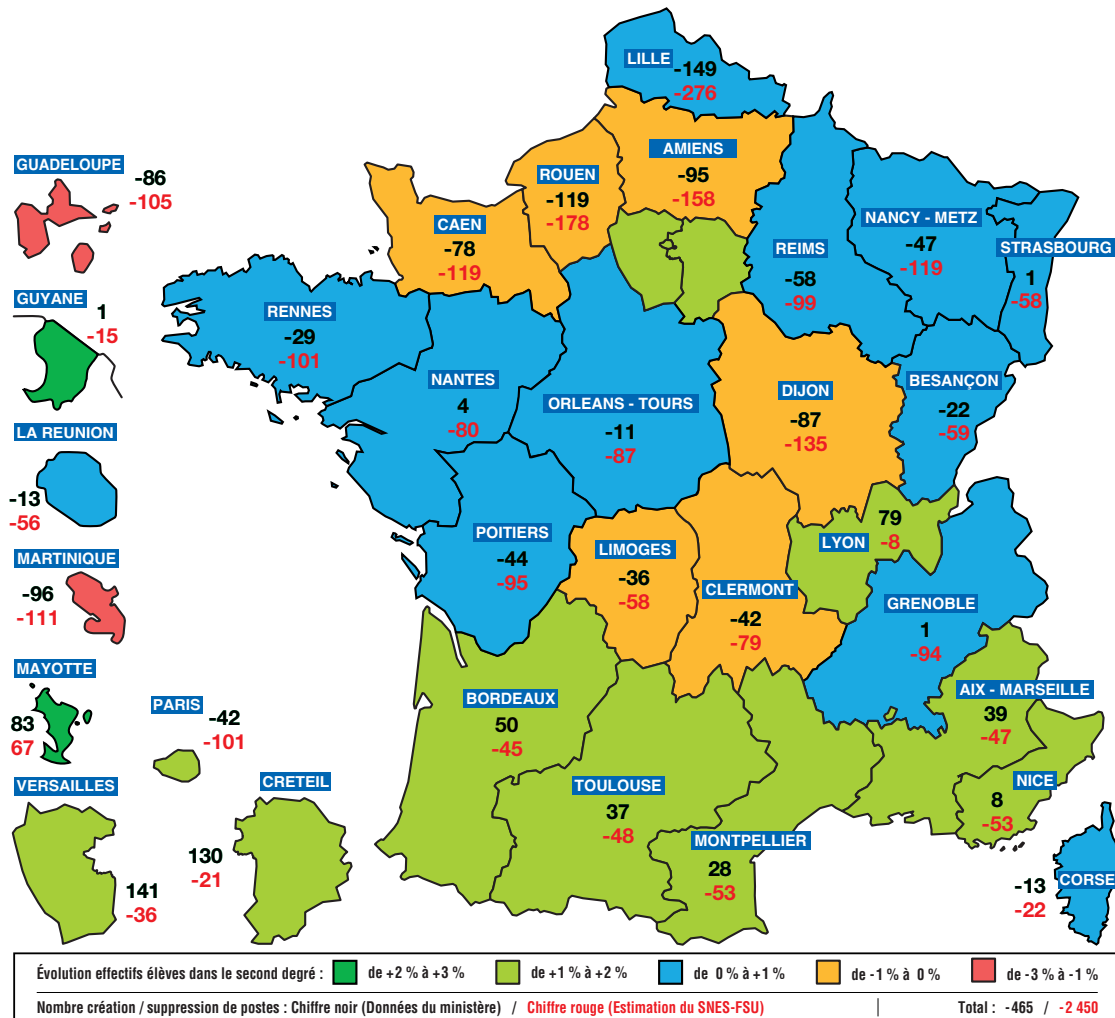 LILLE
-149
-276
AMIENS
-95
-158
ROUEN
-119
-178
CAEN
-78
-119
GUADELOUPE
-86
-105
NANCY - METZ
-47
-119
REIMS
-58
-99
STRASBOURG
1
-58
GUYANE
1
-15
RENNES
-29
-101
NANTES
4
-80
ORLEANS - TOURS
-11
-87
DIJON
-87
-135
BESANÇON
-22
-59
LA REUNION
-13
-56
POITIERS
-44
-95
LIMOGES
-36
-58
CLERMONT
-42
-79
LYON
79
-8
GRENOBLE
1
-94
MARTINIQUE
-96
-111
MAYOTTE
83
67
PARIS
-42
-101
BORDEAUX
50
-45
AIX - MARSEILLE
39
-47
VERSAILLES
141
-36
CRETEIL
130
-21
TOULOUSE
37
-48
MONTPELLIER
28
-53
NICE
8
-53
CORSE
-13
-22
Évolution effectifs élèves dans le second degré : de +2 % à +3 % de +1 % à +2 % de 0 % à +1 % de -1 % à 0 % de -3 % à -1 %
Nombre création / suppression de postes : Chiffre noir (Données du ministère) / Chiffre rouge (Estimation du SNES-FSU) Total : -465 / -2 450